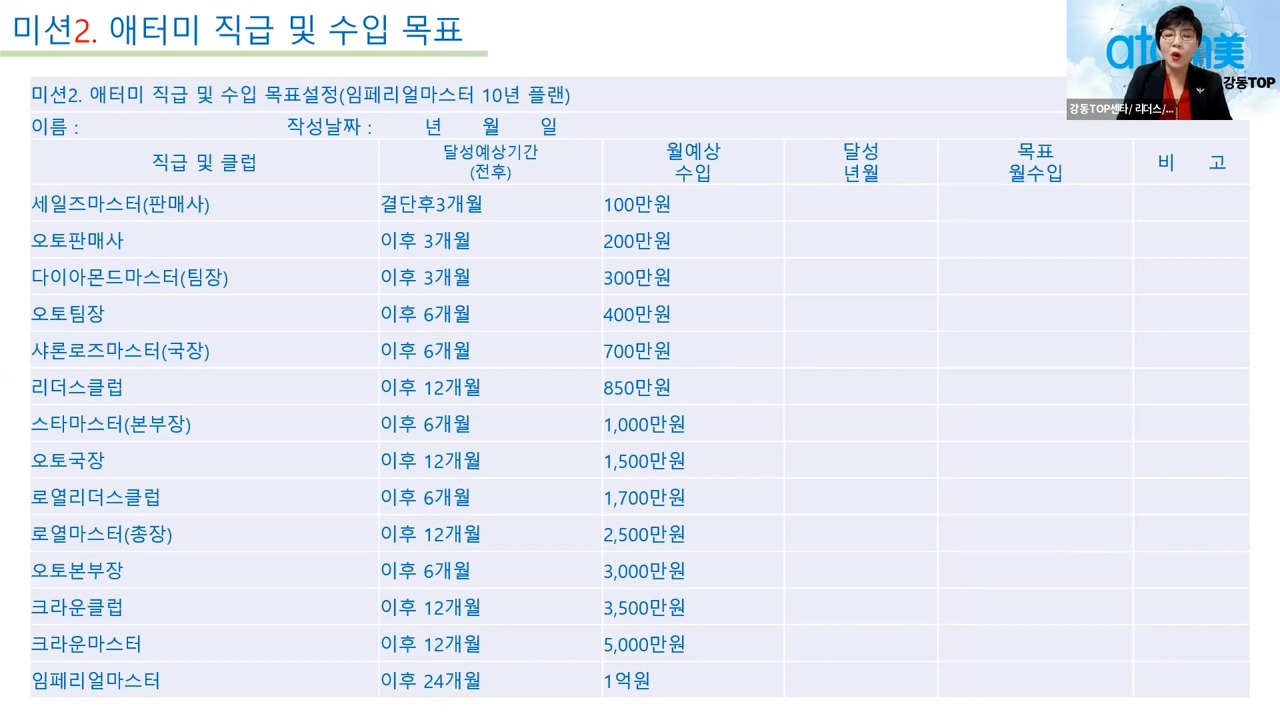 미션2. 애터미 직급 및 수입 목표
atom美
강동TOP
강동TOP센타/ 리더스/...
미션2. 애터미 직급 및 수입 목표설정(임페리얼마스터 10년 플랜)
이름 : 작성날짜 : 년 월 일
직급 및 클럽 달성예상기간 (전후) 월예상 수입 달성 년월 목표 월수입 비 고
세일즈마스터(판매사) 결단후3개월 100만원
오토판매사 이후 3개월 200만원
다이아몬드마스터(팀장) 이후 3개월 300만원
오토팀장 이후 6개월 400만원
샤론로즈마스터(국장) 이후 6개월 700만원
리더스클럽 이후 12개월 850만원
스타마스터(본부장) 이후 6개월 1,000만원
오토국장 이후 12개월 1,500만원
로열리더스클럽 이후 6개월 1,700만원
로열마스터(총장) 이후 12개월 2,500만원
오토본부장 이후 6개월 3,000만원
크라운클럽 이후 12개월 3,500만원
크라운마스터 이후 12개월 5,000만원
임페리얼마스터 이후 24개월 1억원